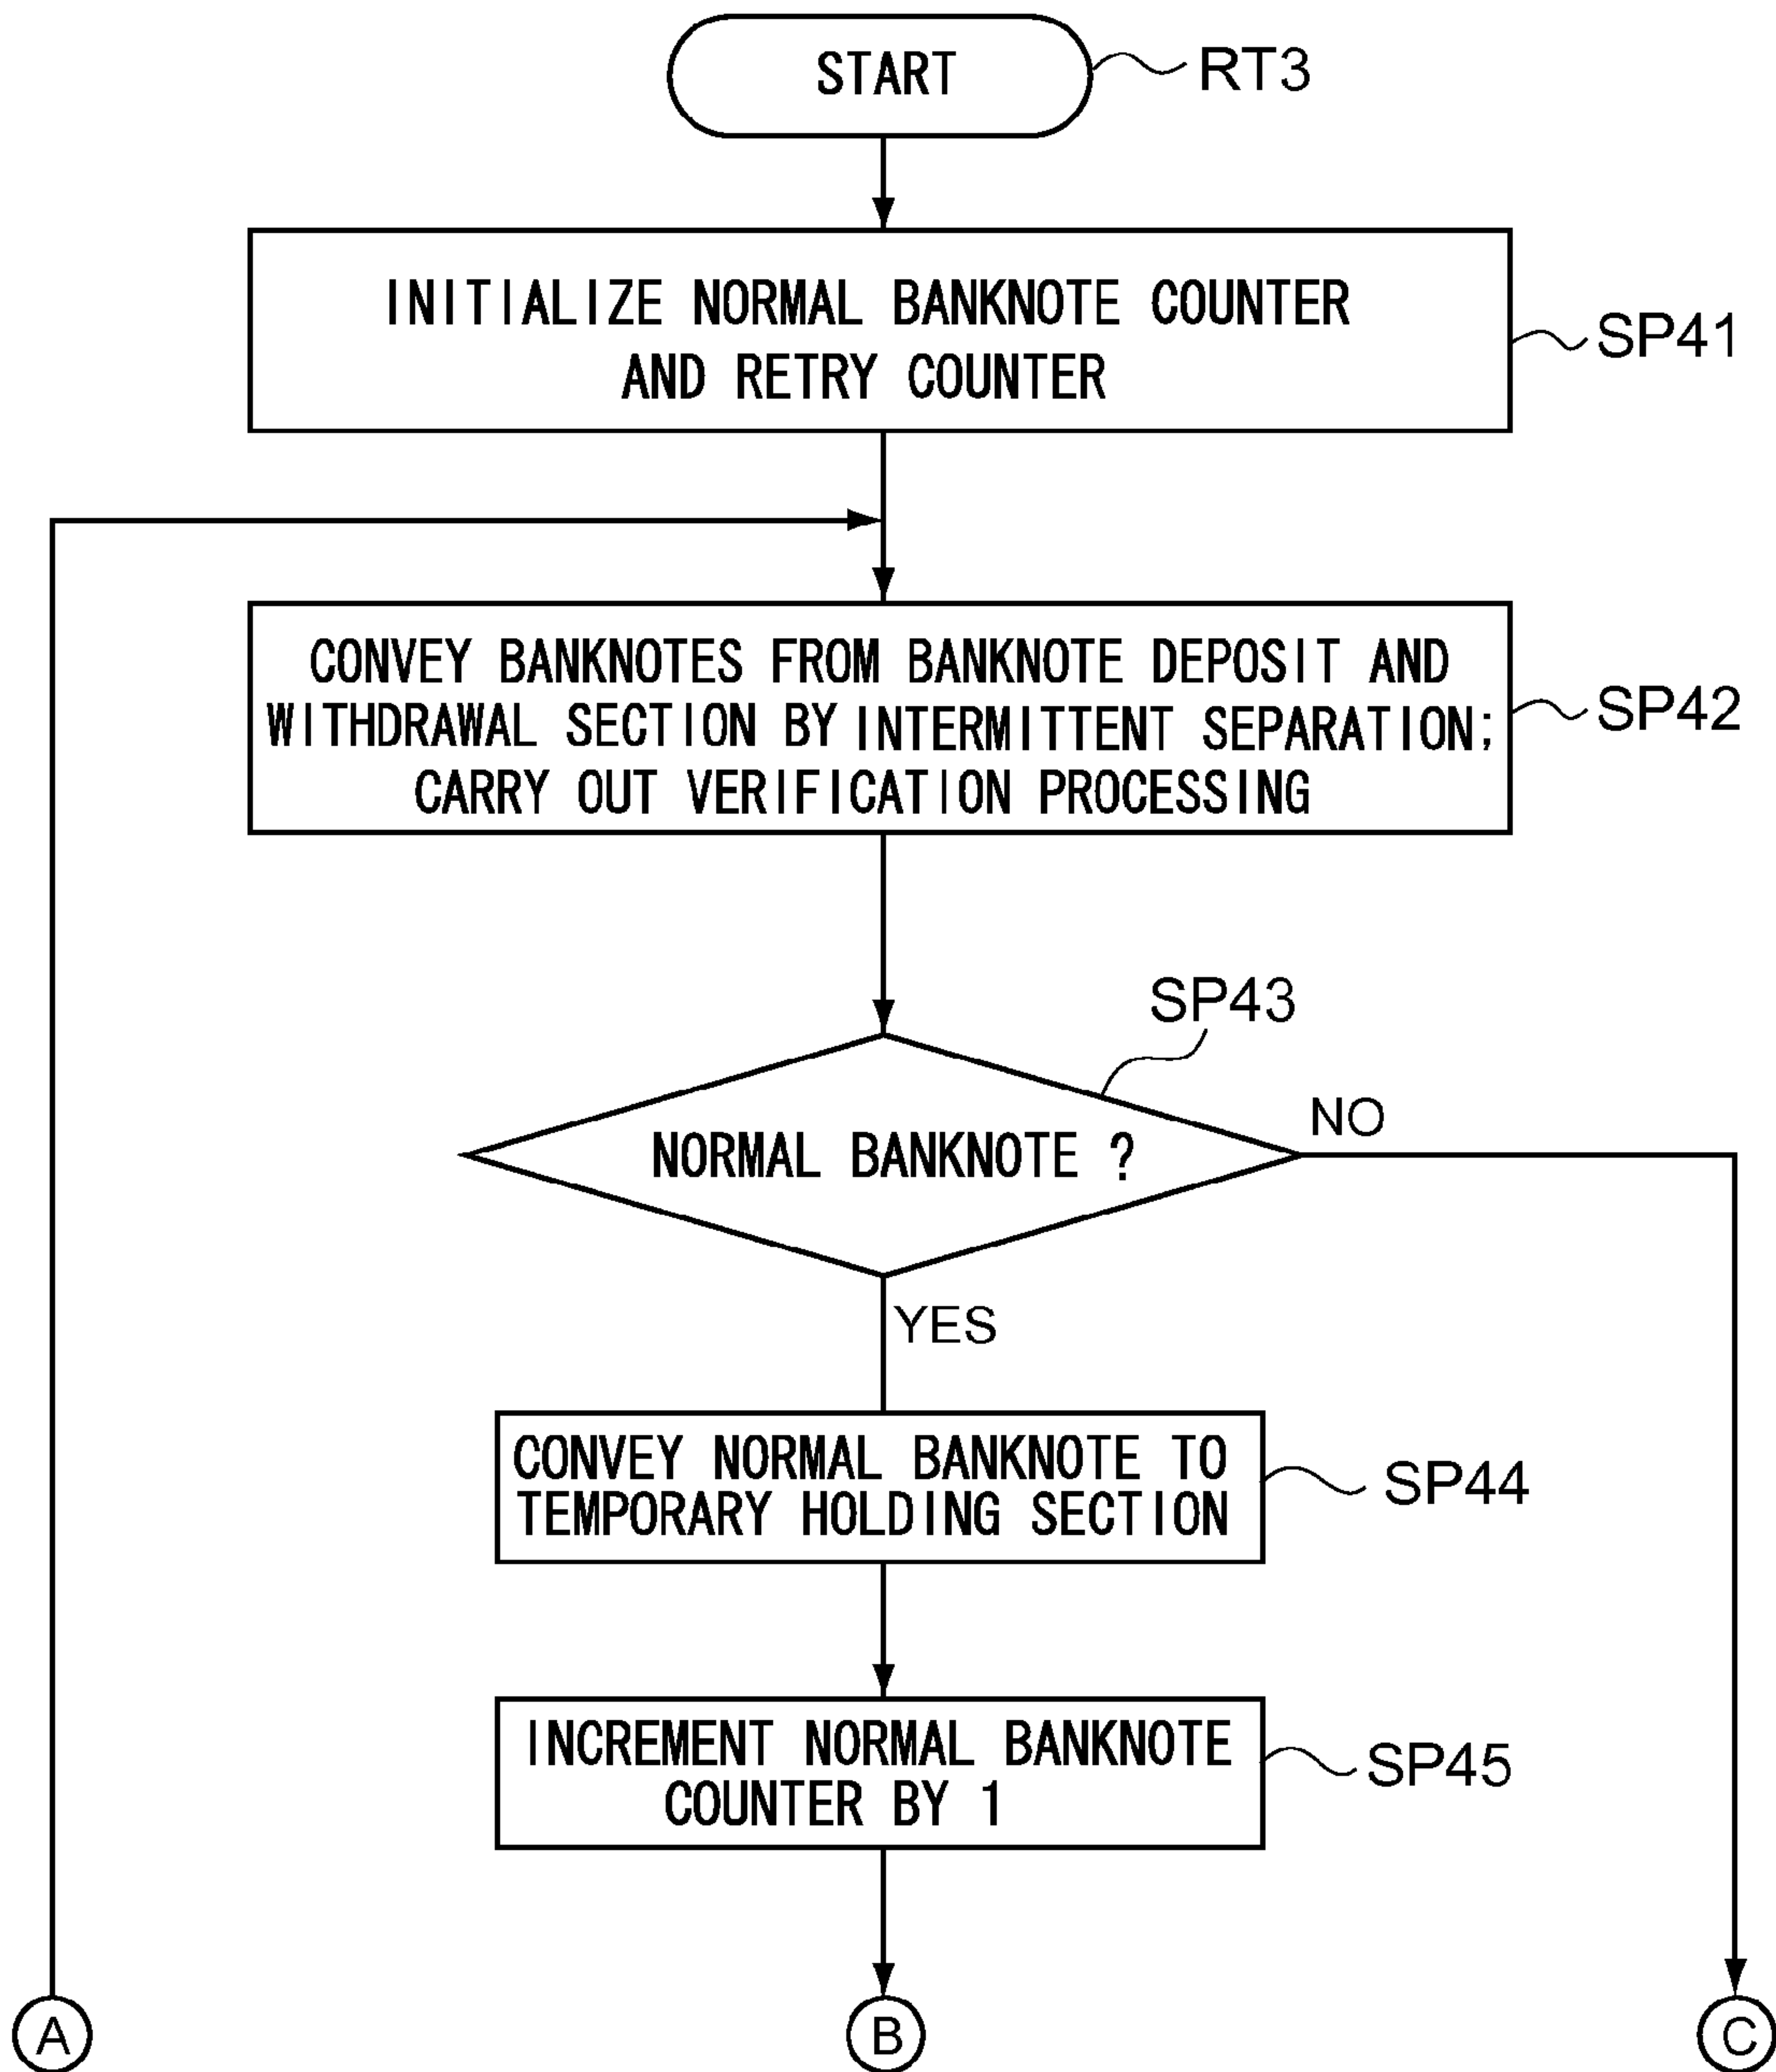 START
RT3
INITIALIZE NORMAL BANKNOTE COUNTER
AND RETRY COUNTER
SP41
CONVEY BANKNOTES FROM BANKNOTE DEPOSIT AND
WITHDRAWAL SECTION BY INTERMITTENT SEPARATION;
CARRY OUT VERIFICATION PROCESSING
SP42
SP43
NORMAL BANKNOTE ?
NO
YES
CONVEY NORMAL BANKNOTE TO
TEMPORARY HOLDING SECTION
SP44
INCREMENT NORMAL BANKNOTE
COUNTER BY 1
SP45
A
B
C